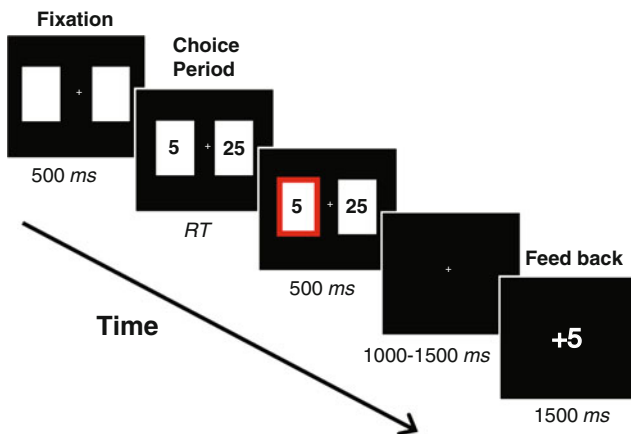 Fixation
+
500 ms
Choice
Period
5 + 25
RT
5 + 25
500 ms
+
1000-1500 ms
Feed back
+5
1500 ms
Time